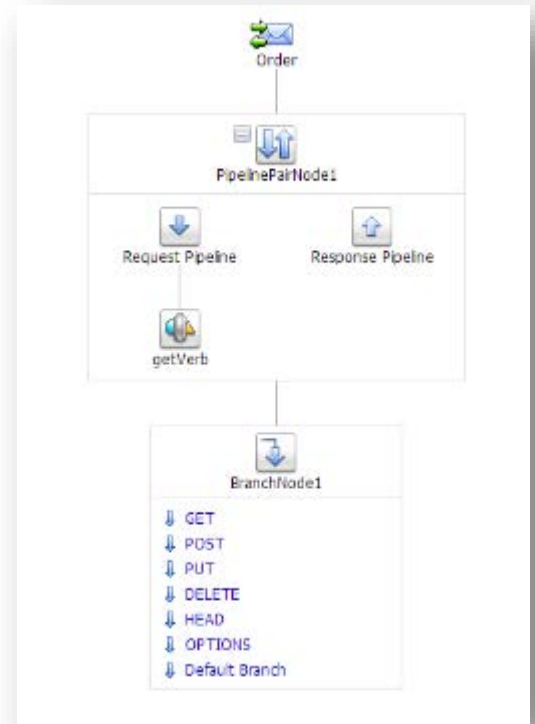 Order
PipelinePairNode1
Request Pipeline
Response Pipeline
getVerb
BranchNode1
GET
POST
PUT
DELETE
HEAD
OPTIONS
Default Branch